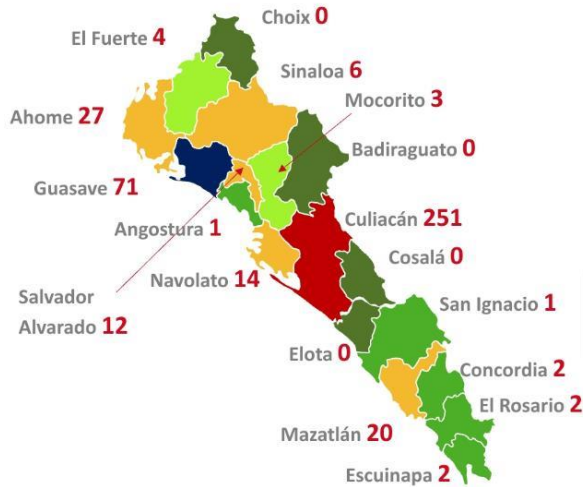 Choix 0
El Fuerte 4
Sinaloa 6
Mocorito 3
Ahome 27
Badiraguato 0
Guasave 71
Culiacán 251
Angostura 1
Cosalá 0
Navolato 14
Salvador
Alvarado 12
San Ignacio 1
Elota 0
Concordia 2
El Rosario 2
Mazatlán 20
Escuinapa 2